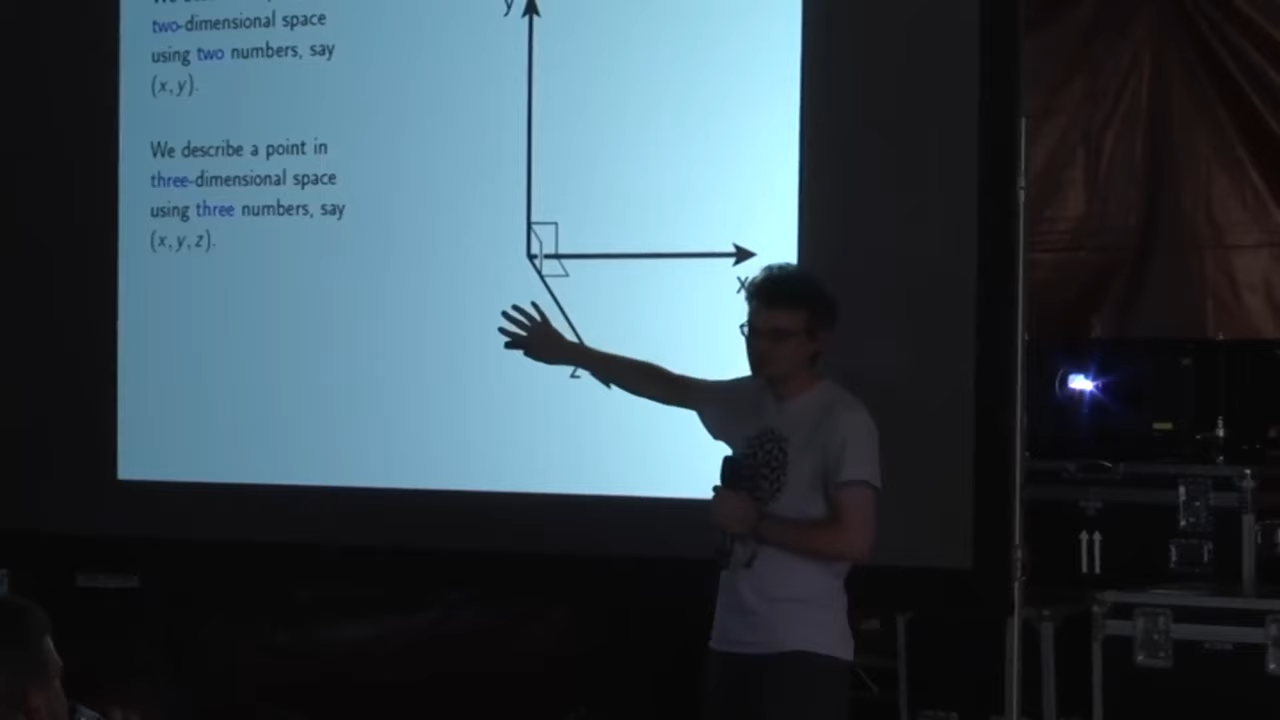 two-dimensional space
using two numbers, say
(x, y).
We describe a point in
three-dimensional space
using three numbers, say
(x, y, z).
y
x
z